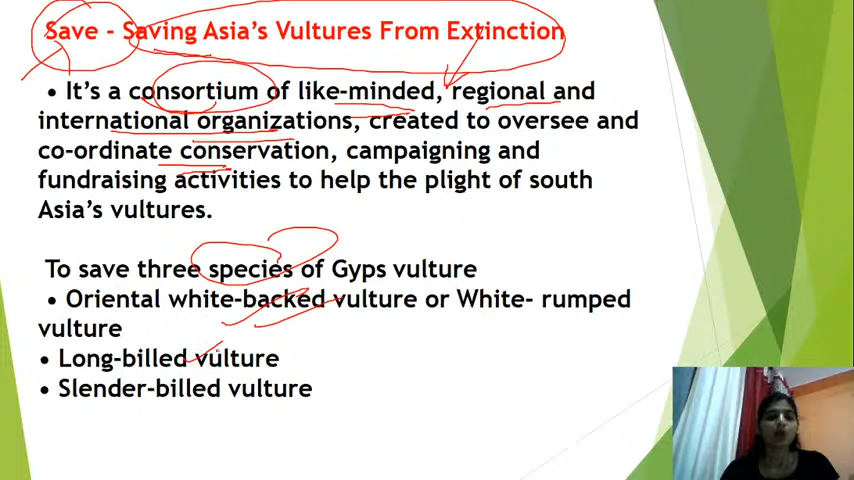 Save - Saving Asia's Vultures From Extinction
• It's a consortium of like-minded, regional and
international organizations, created to oversee and
co-ordinate conservation, campaigning and
fundraising activities to help the plight of south
Asia's vultures.
To save three species of Gyps vulture
• Oriental white-backed vulture or White- rumped
vulture
• Long-billed vulture
• Slender-billed vulture